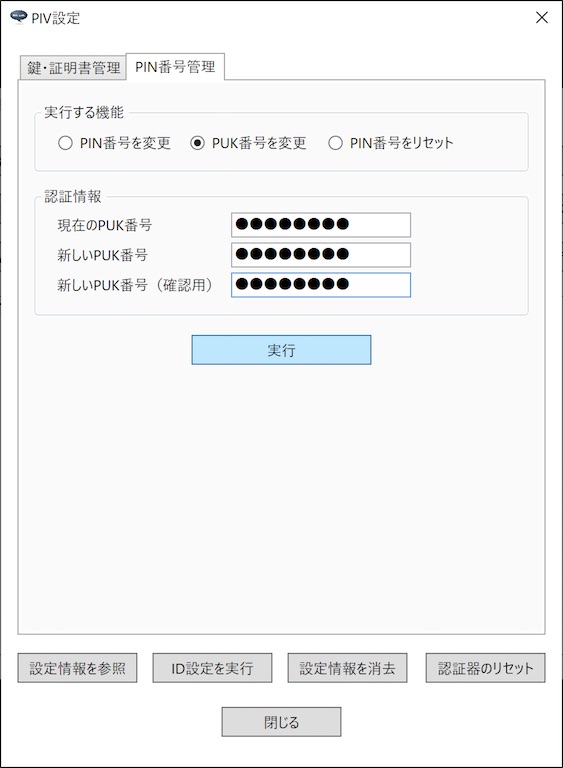 PIV設定
鍵・証明書管理 PIN番号管理
実行する機能
PIN番号を変更 PUK番号を変更 PIN番号をリセット
認証情報
現在のPUK番号 ●●●●●●●●
新しいPUK番号 ●●●●●●●●
新しいPUK番号（確認用） ●●●●●●●●
実行
設定情報を参照 ID設定を実行 設定情報を消去 認証器のリセット
閉じる